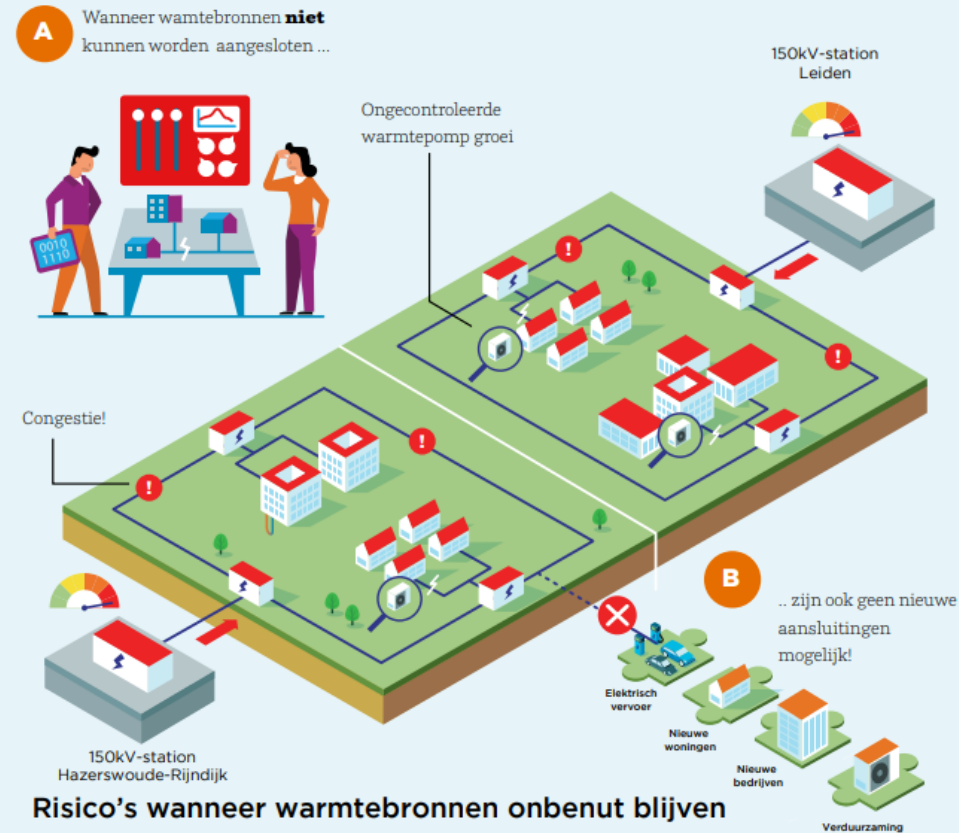 A
Wanneer wamtebronnen niet
kunnen worden aangesloten ...
150kV-station
Leiden
Ongecontroleerde
warmtepomp groei
0010
1110
!
!
Congestie!
!
!
B
.. zijn ook geen nieuwe
aansluitingen
mogelijk!
Elektrisch
vervoer
Nieuwe
woningen
Nieuwe
bedrijven
Verduurzaming
150kV-station
Hazerswoude-Rijndijk
Risico's wanneer warmtebronnen onbenut blijven